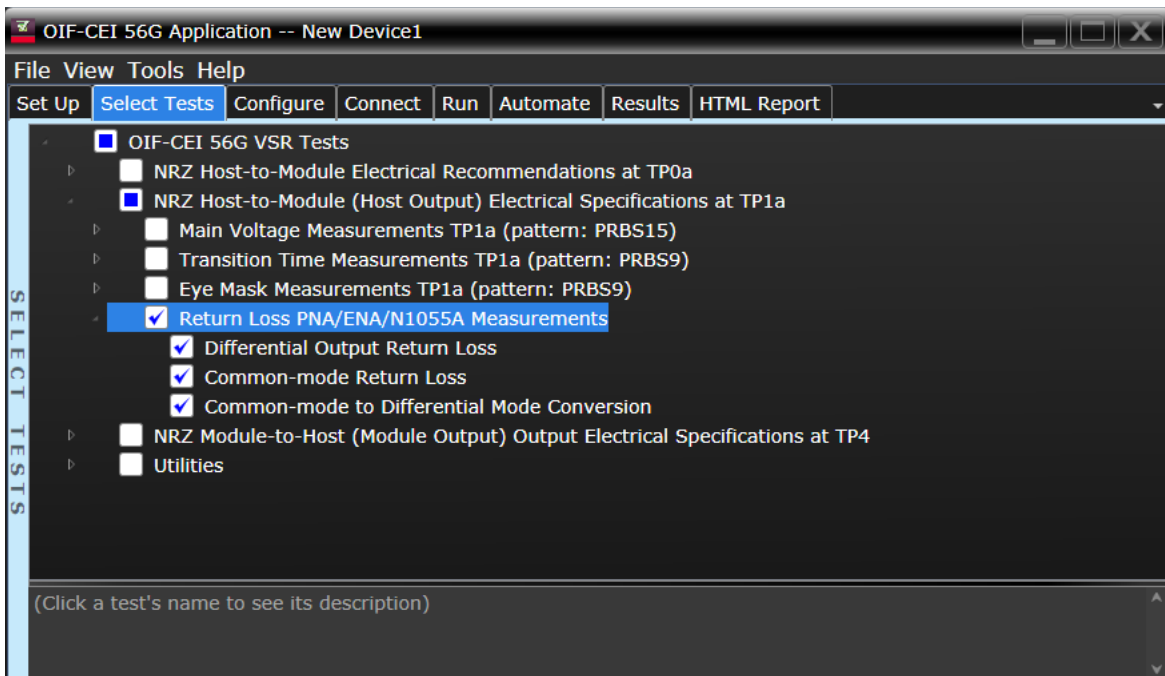 OIF-CEI 56G Application -- New Device1
File View Tools Help
Set Up Select Tests Configure Connect Run Automate Results HTML Report
OIF-CEI 56G VSR Tests
NRZ Host-to-Module Electrical Recommendations at TP0a
NRZ Host-to-Module (Host Output) Electrical Specifications at TP1a
Main Voltage Measurements TP1a (pattern: PRBS15)
Transition Time Measurements TP1a (pattern: PRBS9)
Eye Mask Measurements TP1a (pattern: PRBS9)
Return Loss PNA/ENA/N1055A Measurements
Differential Output Return Loss
Common-mode Return Loss
Common-mode to Differential Mode Conversion
NRZ Module-to-Host (Module Output) Output Electrical Specifications at TP4
Utilities
SELECT TESTS
(Click a test's name to see its description)